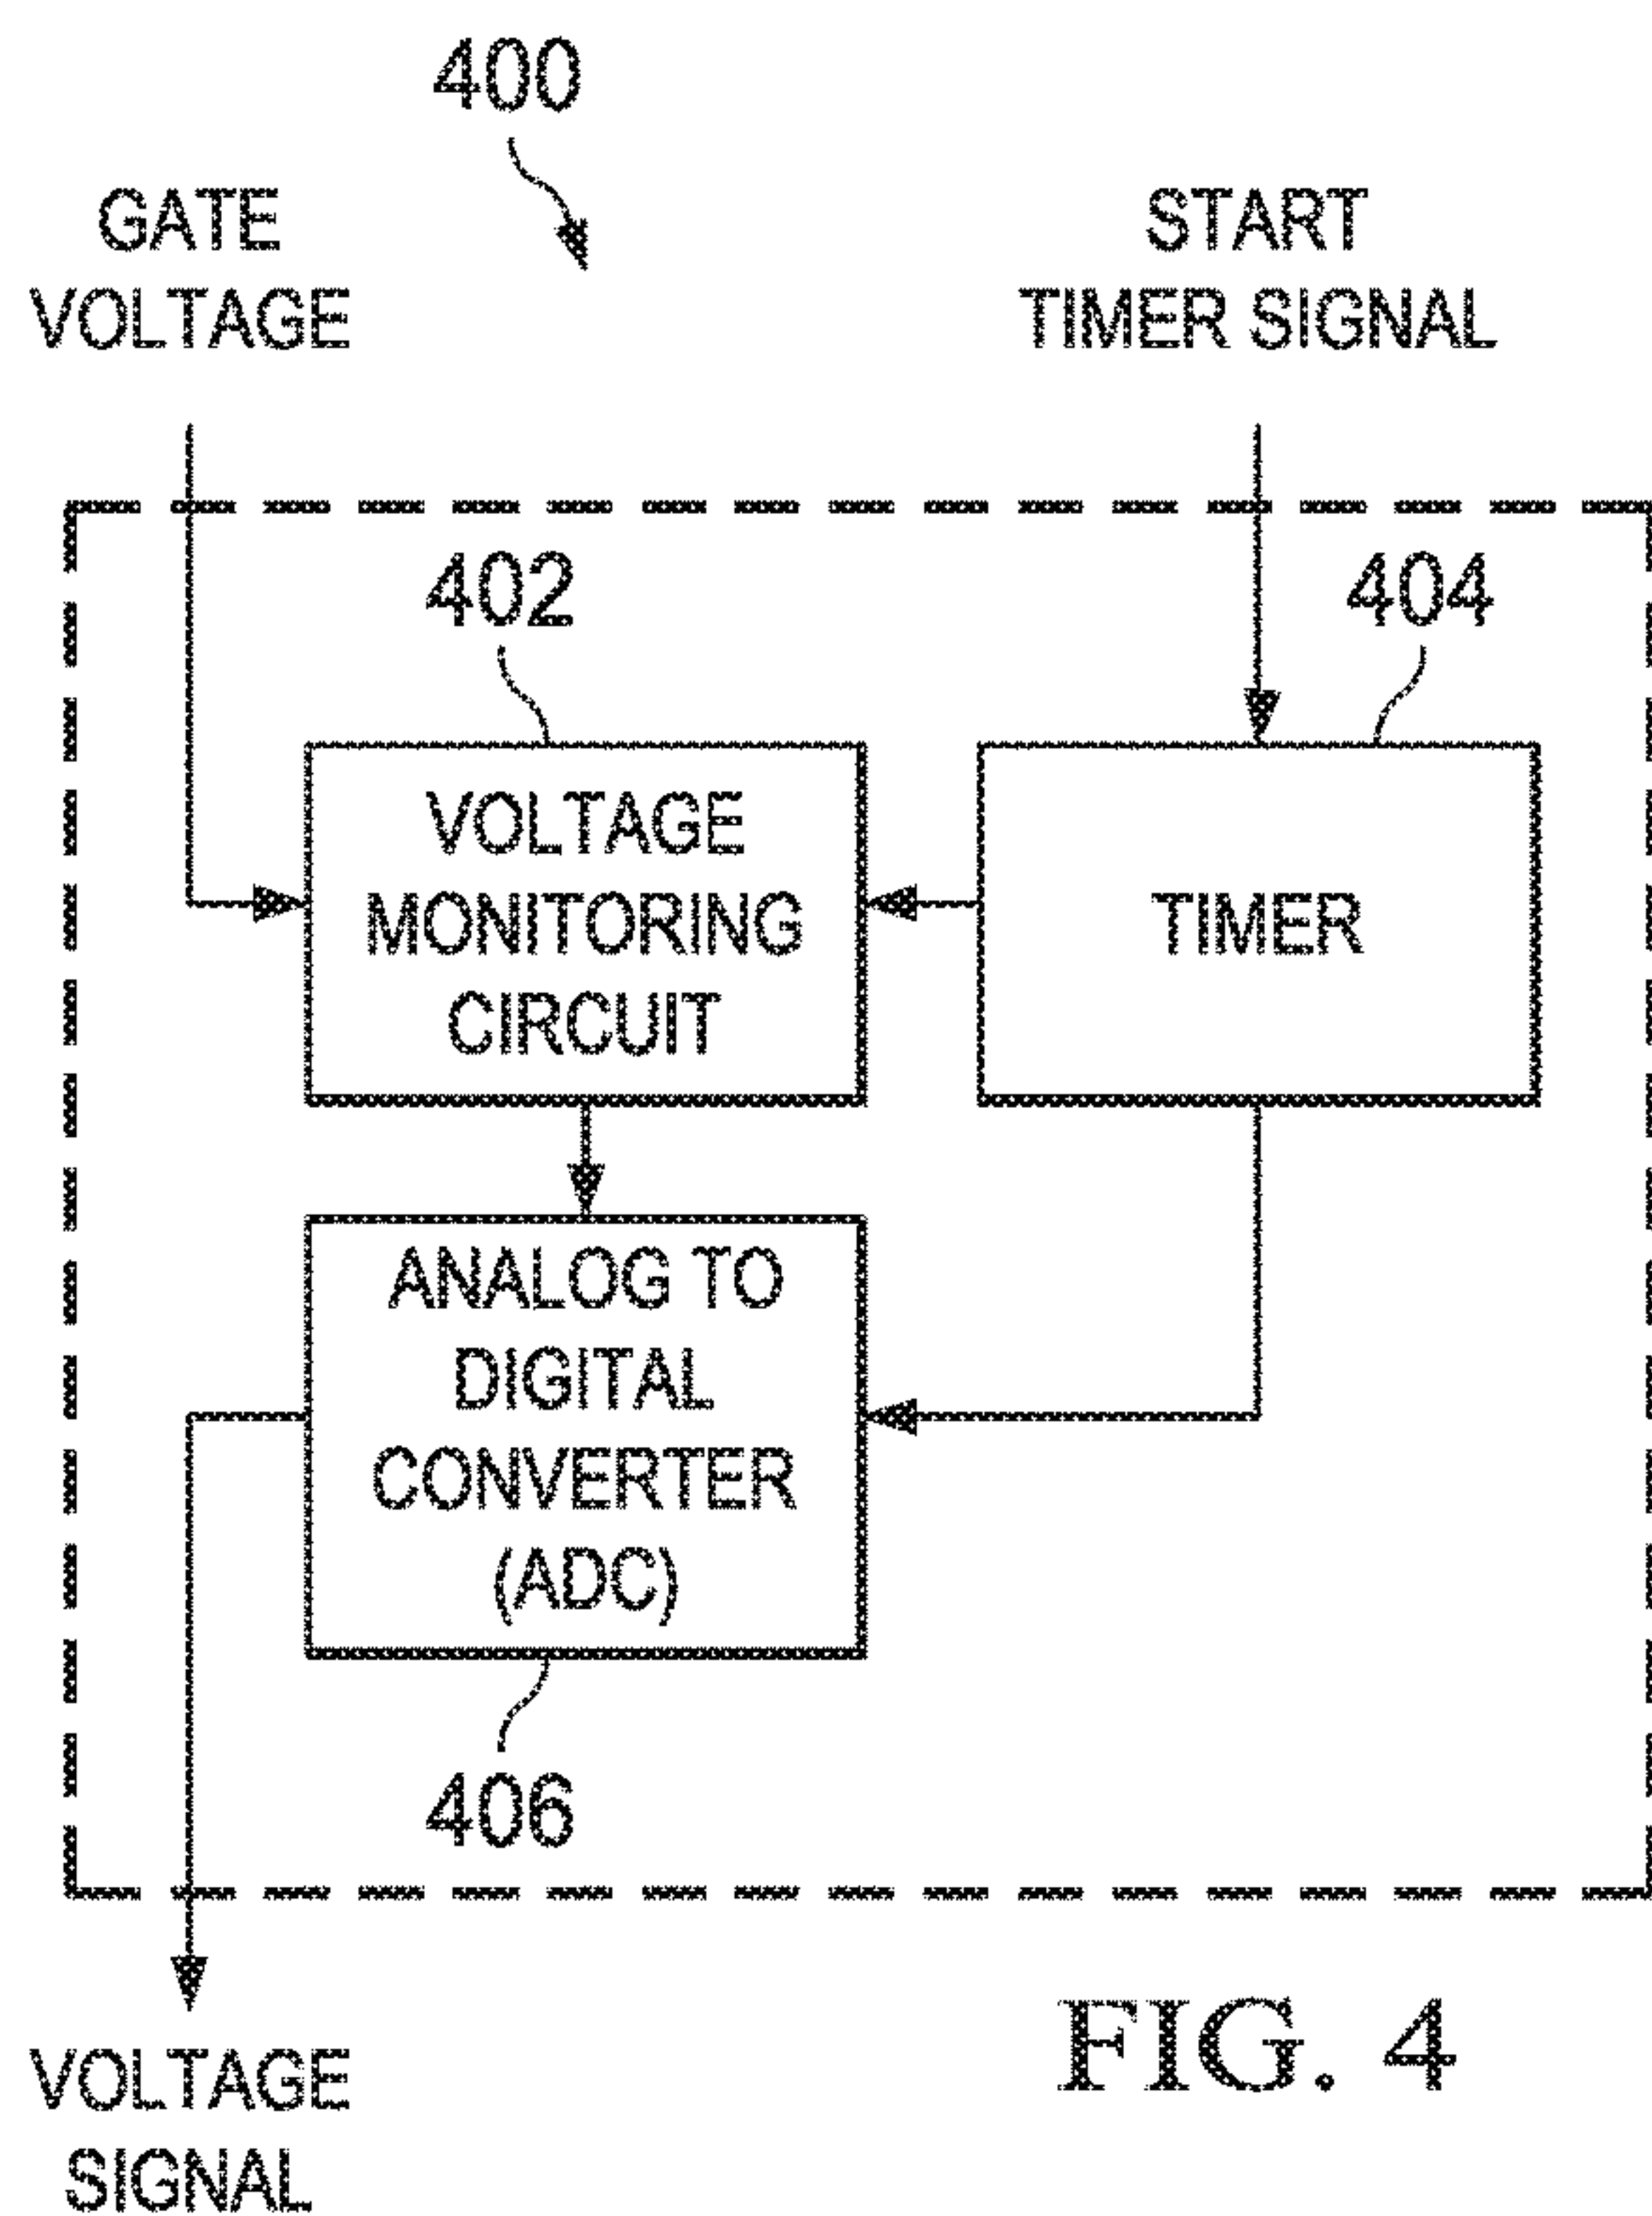 400
GATE
VOLTAGE
START
TIMER SIGNAL
402
404
VOLTAGE
MONITORING
CIRCUIT
TIMER
ANALOG TO
DIGITAL
CONVERTER
(ADC)
406
VOLTAGE
SIGNAL
FIG. 4